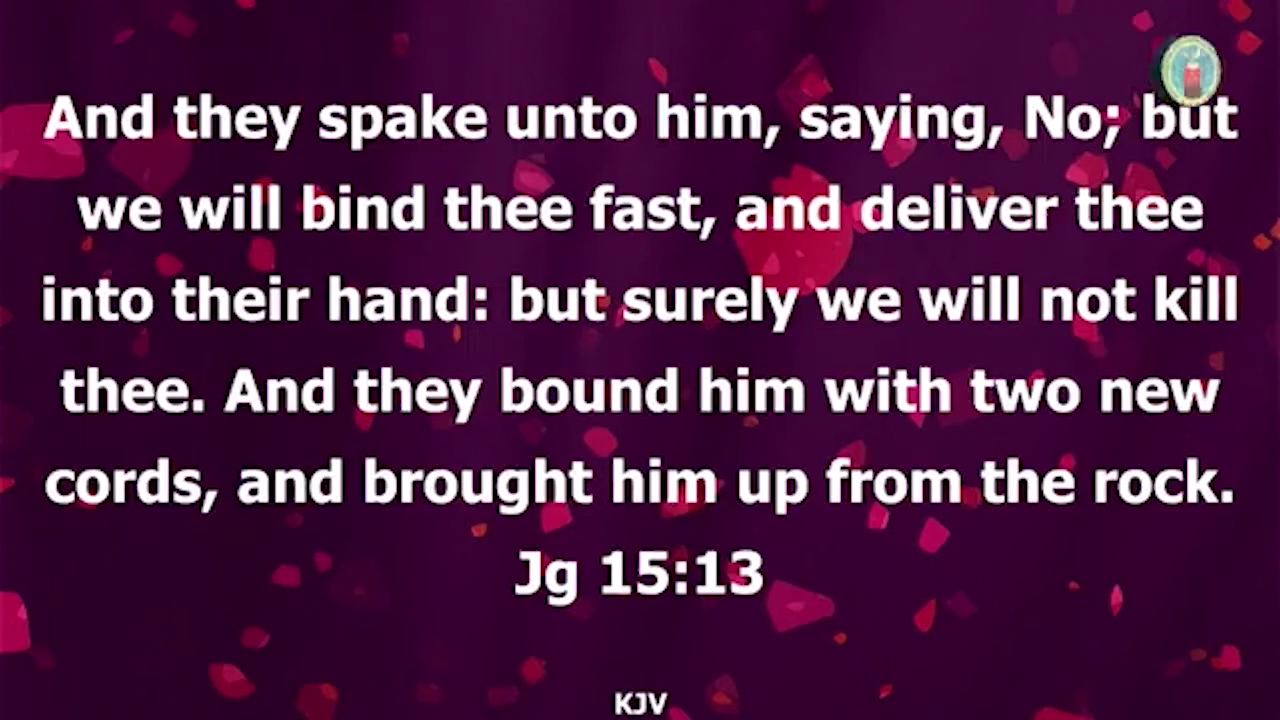 And they spake unto him, saying, No; but
we will bind thee fast, and deliver thee
into their hand: but surely we will not kill
thee. And they bound him with two new
cords, and brought him up from the rock.
Jg 15:13
KJV